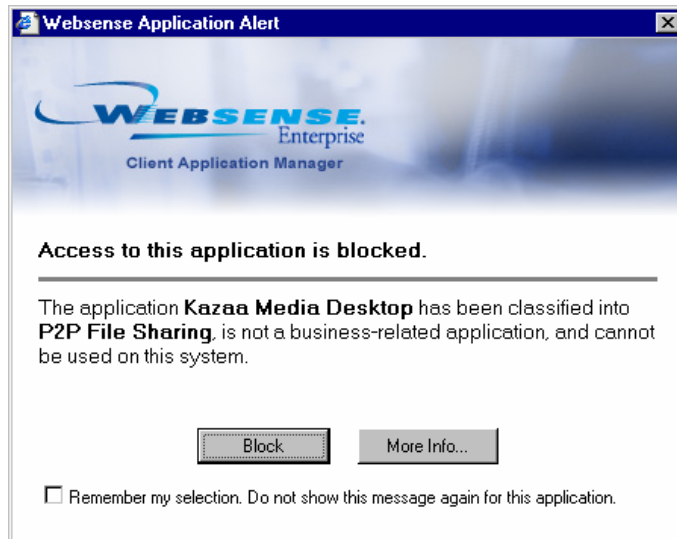 Websense Application Alert
WEBSENSE.
Enterprise
Client Application Manager
Access to this application is blocked.
The application Kazaa Media Desktop has been classified into
P2P File Sharing, is not a business-related application, and cannot
be used on this system.
Block More Info...
Remember my selection. Do not show this message again for this application.